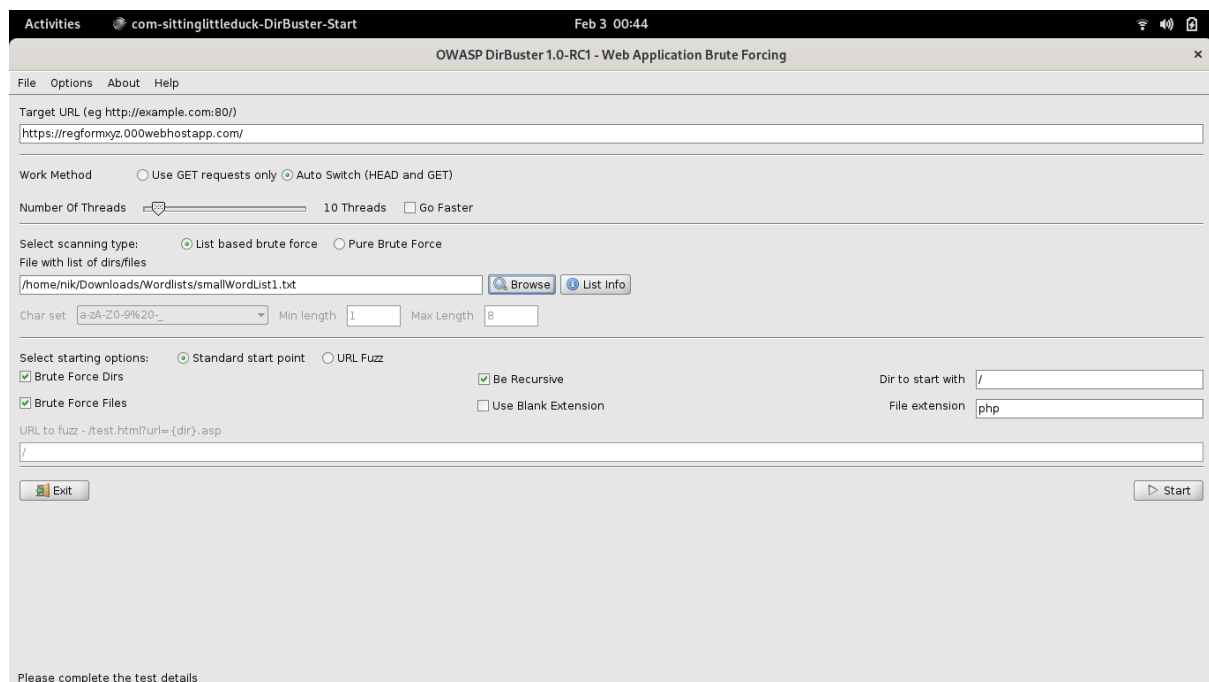 Activities com-sittinglittleduck-DirBuster-Start Feb 3 00:44
OWASP DirBuster 1.0-RC1 - Web Application Brute Forcing ×
File Options About Help
Target URL (eg http://example.com:80/)
https://regformxyz.000webhostapp.com/
Work Method Use GET requests only Auto Switch (HEAD and GET)
Number Of Threads 10 Threads Go Faster
Select scanning type: List based brute force Pure Brute Force
File with list of dirs/files
/home/nik/Downloads/Wordlists/smallWordList1.txt Browse List Info
Char set a-zA-Z0-9%20-_ Min length 1 Max Length 8
Select starting options: Standard start point URL Fuzz
Brute Force Dirs Be Recursive Dir to start with /
Brute Force Files Use Blank Extension File extension php
URL to fuzz - /test.html?url={dir}.asp
/
Exit Start
Please complete the test details